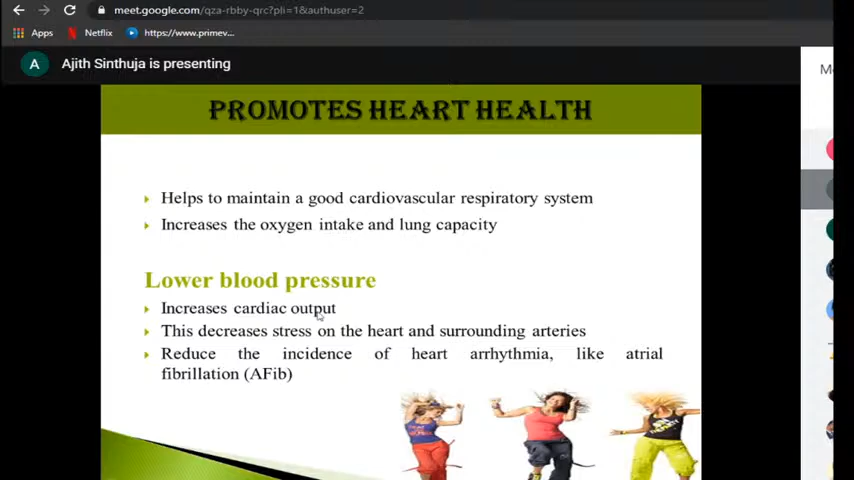 meet.google.com/qza-rbby-qrc?pli=1&authuser=2
Apps Netflix https://www.primev...
A Ajith Sinthuja is presenting
PROMOTES HEART HEALTH
Helps to maintain a good cardiovascular respiratory system
Increases the oxygen intake and lung capacity
Lower blood pressure
Increases cardiac output
This decreases stress on the heart and surrounding arteries
Reduce the incidence of heart arrhythmia, like atrial
fibrillation (AFib)